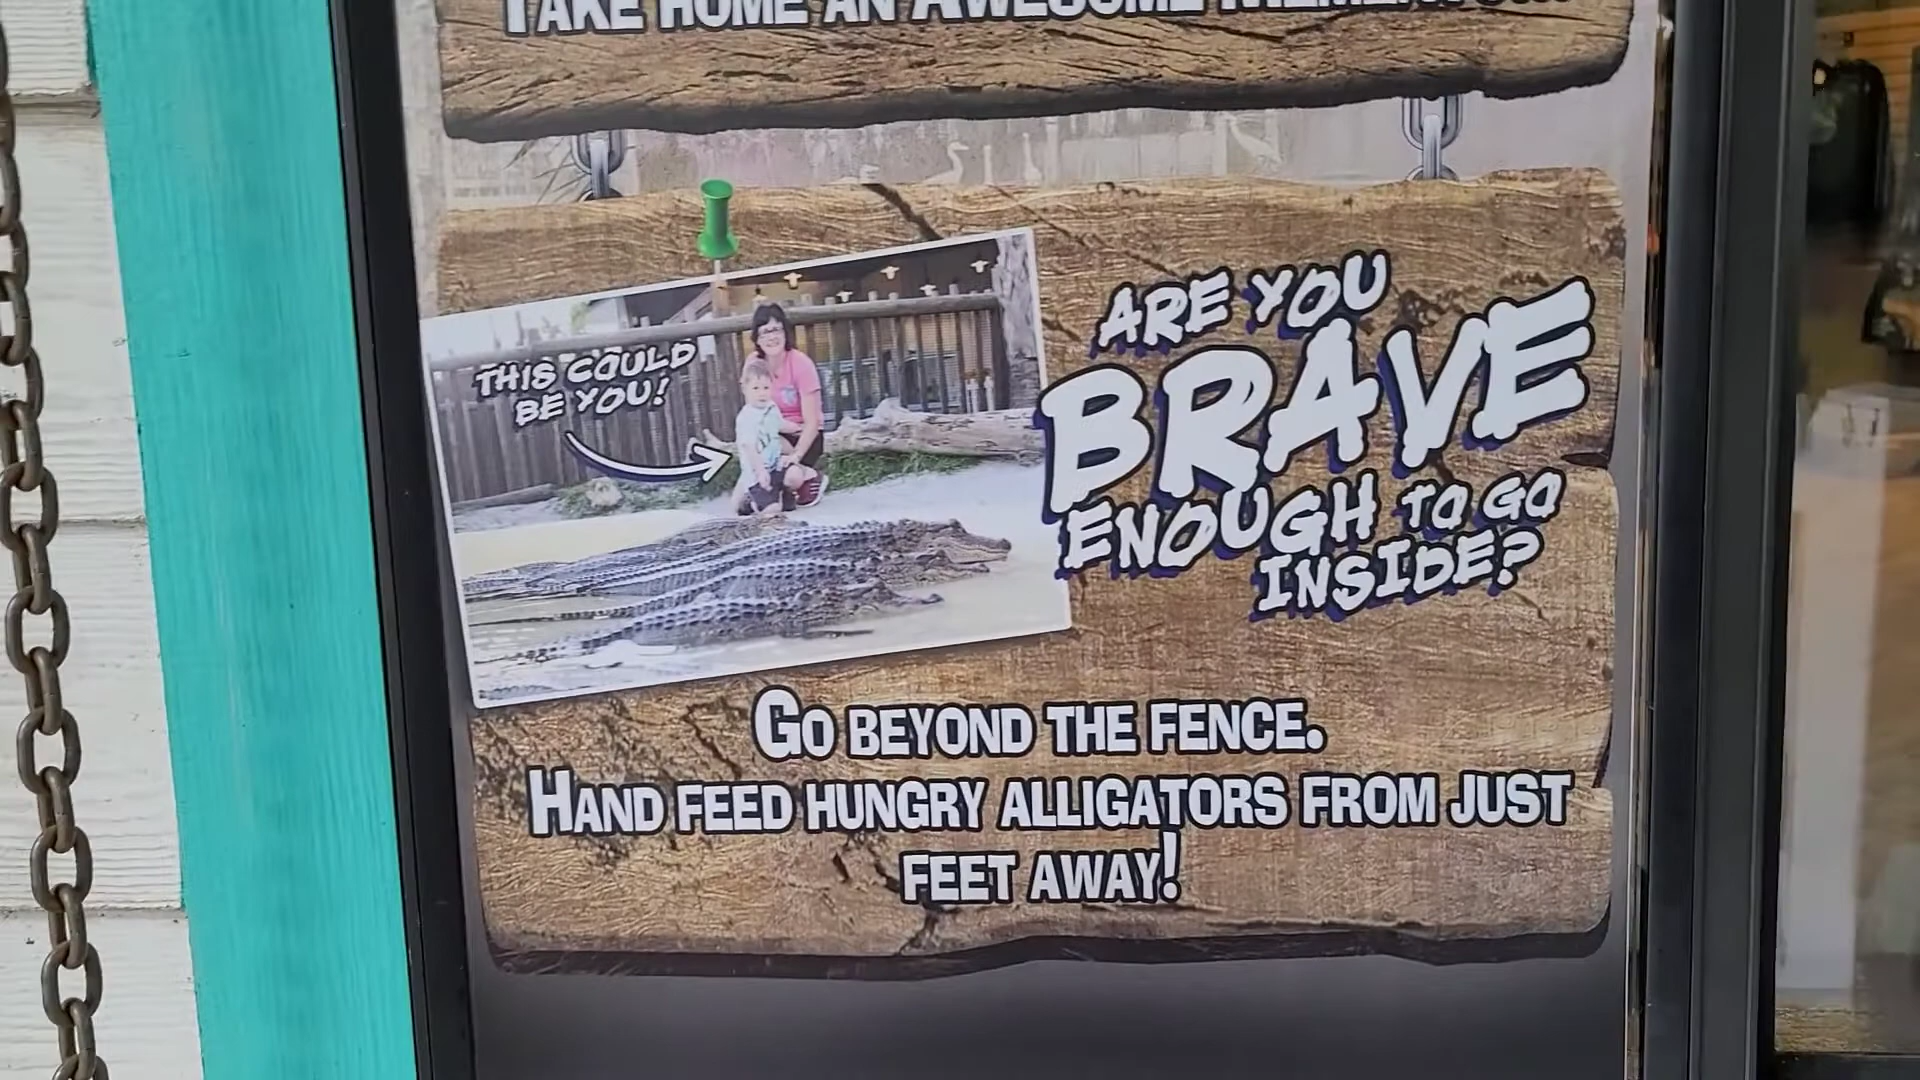 TAKE HOME AN AWESOME
THIS COULD
BE YOU!
ARE YOU
BRAVE
ENOUGH TO GO
INSIDE?
GO BEYOND THE FENCE.
HAND FEED HUNGRY ALLIGATORS FROM JUST
FEET AWAY!